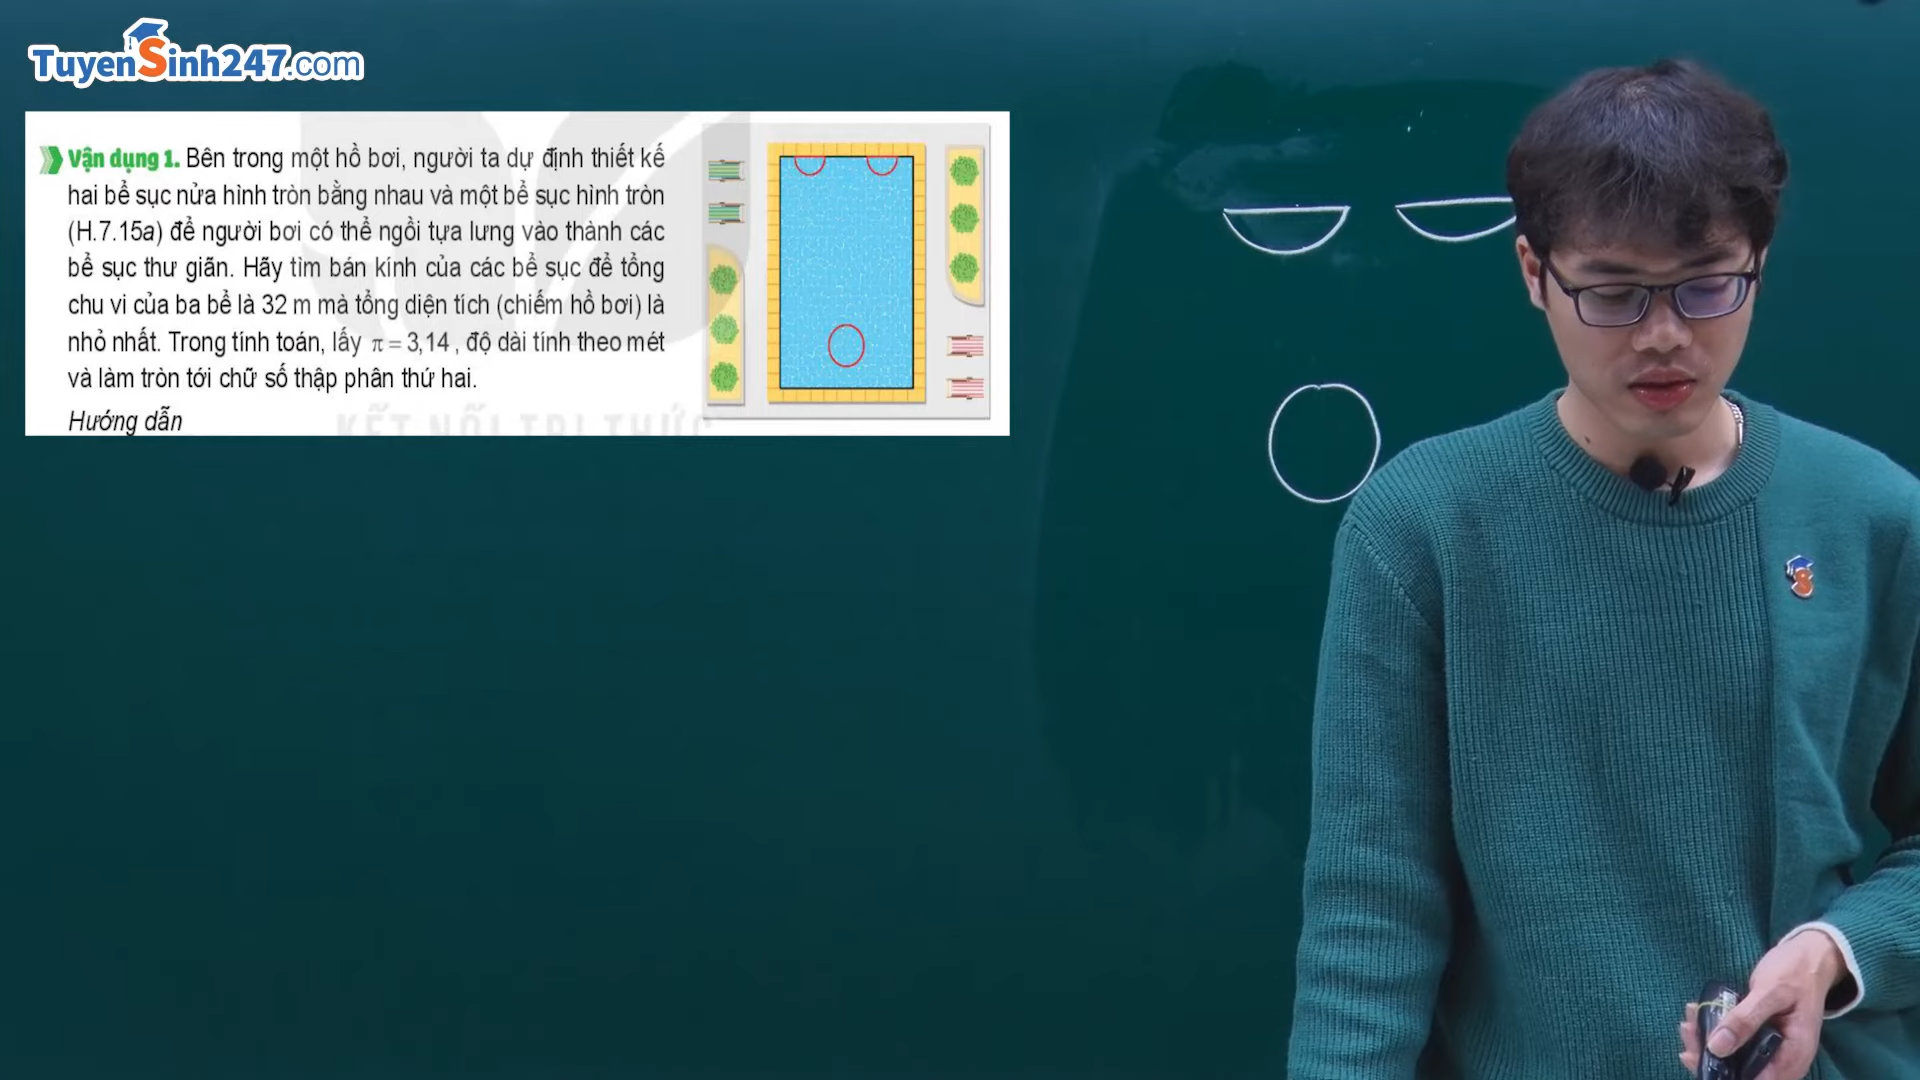 TuyenSinh247.com
Vận dụng 1. Bên trong một hồ bơi, người ta dự định thiết kế
hai bể sục nửa hình tròn bằng nhau và một bể sục hình tròn
(H.7.15a) để người bơi có thể ngồi tựa lưng vào thành các
bể sục thư giãn. Hãy tìm bán kính của các bể sục để tổng
chu vi của ba bể là 32 m mà tổng diện tích (chiếm hồ bơi) là
nhỏ nhất. Trong tính toán, lấy π = 3,14, độ dài tính theo mét
và làm tròn tới chữ số thập phân thứ hai.
Hướng dẫn
KẾT NỐI TRI THỨC
S